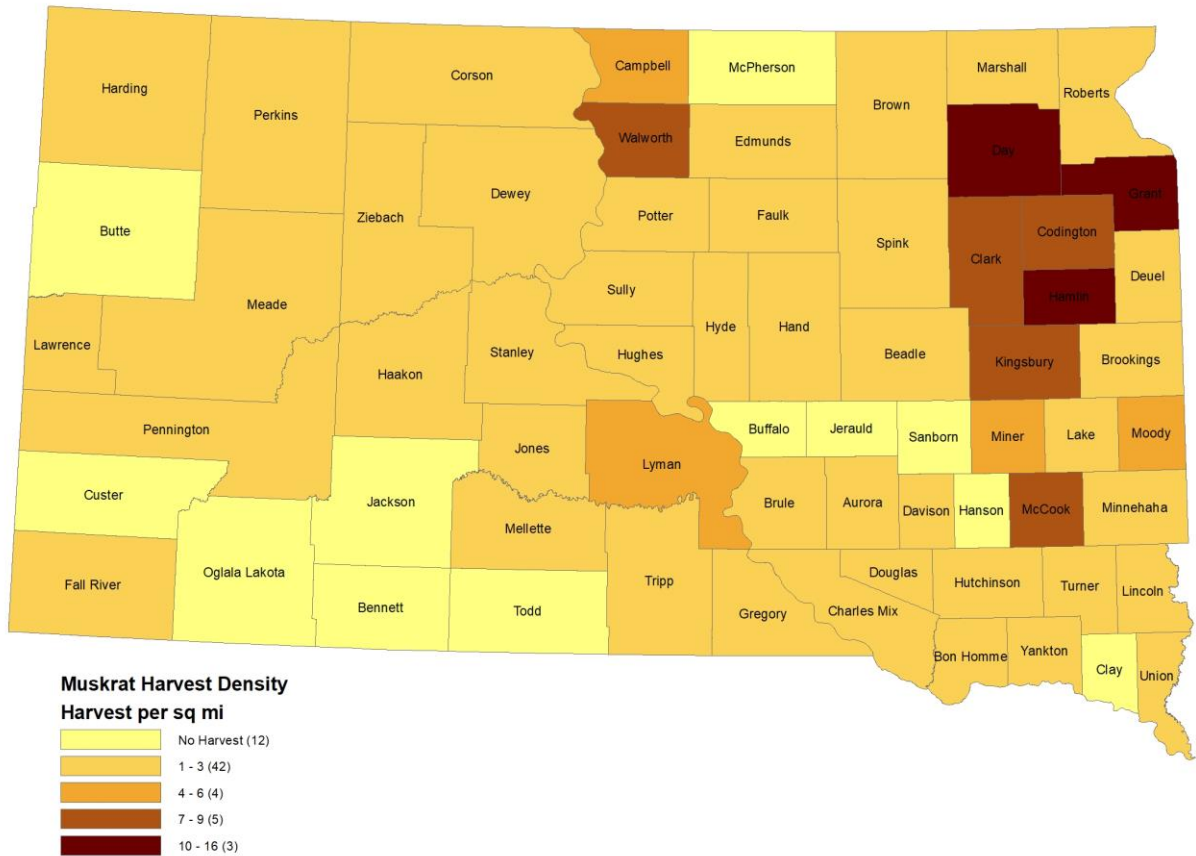 Harding
Perkins
Corson
Campbell
McPherson
Brown
Marshall
Roberts
Walworth
Edmunds
Day
Grant
Butte
Ziebach
Dewey
Potter
Faulk
Spink
Clark
Codington
Deuel
Hamlin
Meade
Sully
Hyde
Hand
Lawrence
Stanley
Hughes
Beadle
Kingsbury
Brookings
Haakon
Pennington
Jones
Lyman
Buffalo
Jerauld
Sanborn
Miner
Lake
Moody
Custer
Jackson
Mellette
Brule
Aurora
Davison
Hanson
McCook
Minnehaha
Fall River
Oglala Lakota
Bennett
Todd
Tripp
Gregory
Charles Mix
Douglas
Hutchinson
Turner
Lincoln
Bon Homme
Yankton
Clay
Union
Muskrat Harvest Density
Harvest per sq mi
No Harvest (12)
1 - 3 (42)
4 - 6 (4)
7 - 9 (5)
10 - 16 (3)